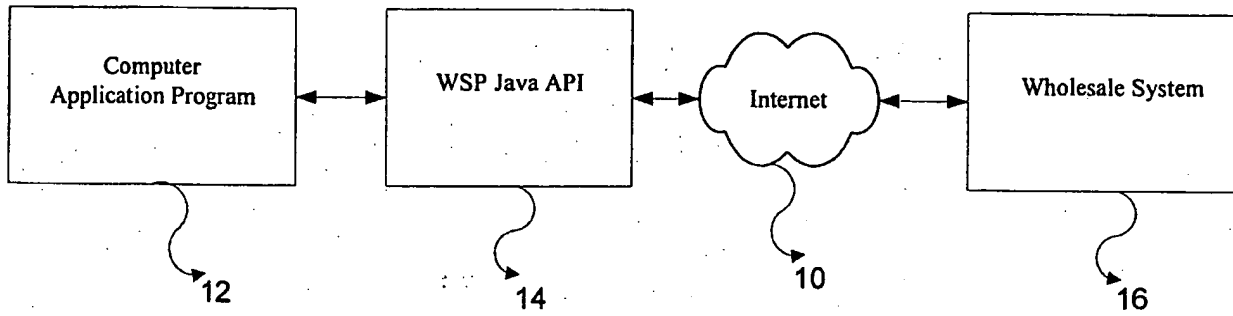 Computer
Application Program
WSP Java API
Internet
Wholesale System
12
14
10
16